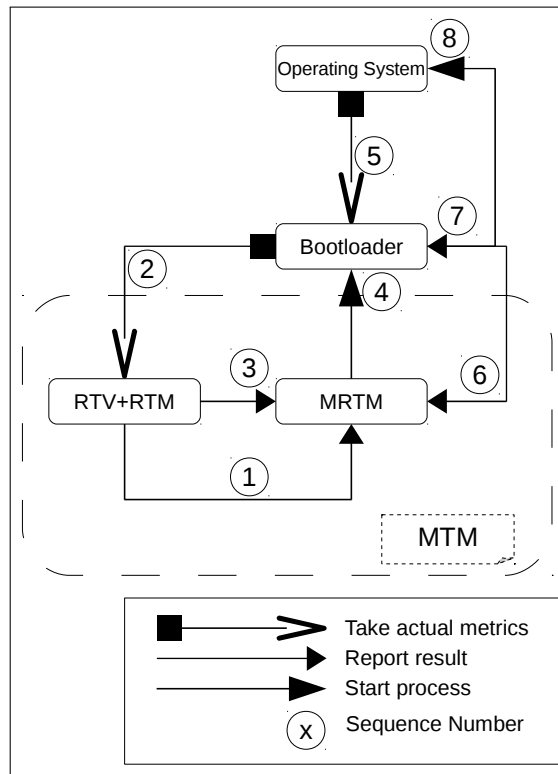 8
Operating System
5
7
Bootloader
2
4
3
6
RTV+RTM
MRTM
1
MTM
Take actual metrics
Report result
Start process
x Sequence Number